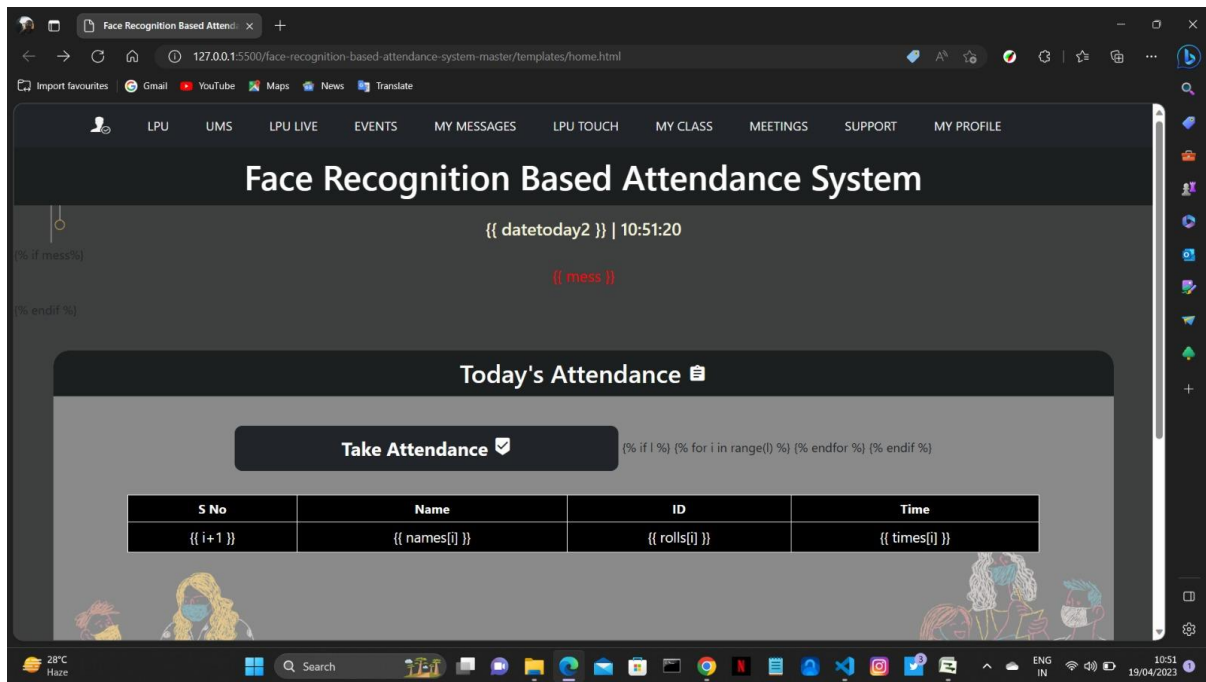 Face Recognition Based Attend
127.0.0.1:5500/face-recognition-based-attendance-system-master/templates/home.html
Import favourites Gmail YouTube Maps News Translate
LPU UMS LPU LIVE EVENTS MY MESSAGES LPU TOUCH MY CLASS MEETINGS SUPPORT MY PROFILE
Face Recognition Based Attendance System
{{ datetoday2 }} | 10:51:20
{% if mess%}
{{ mess }}
{% endif %}
Today's Attendance
Take Attendance {% if l %} {% for i in range(l) %} {% endfor %} {% endif %}
S No Name ID Time
{{ i+1 }} {{ names[i] }} {{ rolls[i] }} {{ times[i] }}
28°C
Haze
Search
3
ENG
IN
10:51
19/04/2023
1